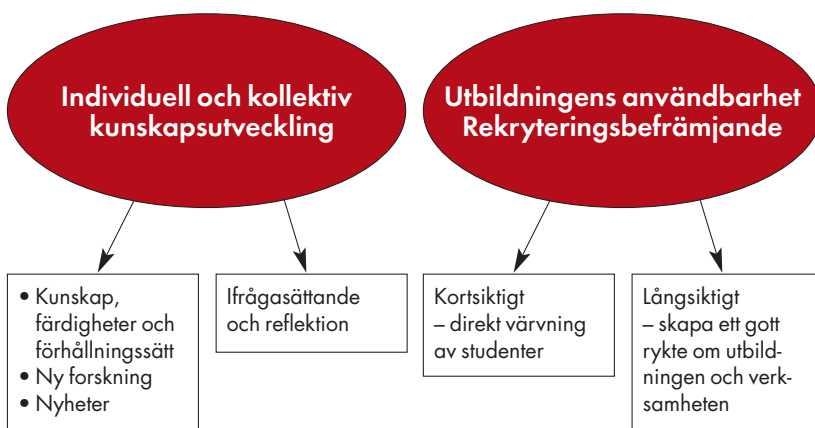 Individuell och kollektiv
kunskapsutveckling
Utbildningens användbarhet
Rekryteringsbefrämjande
• Kunskap,
färdigheter och
förhållningssätt
• Ny forskning
• Nyheter
Ifrågasättande
och reflektion
Kortsiktigt
– direkt värvning
av studenter
Långsiktigt
– skapa ett gott
rykte om utbild-
ningen och verk-
samheten